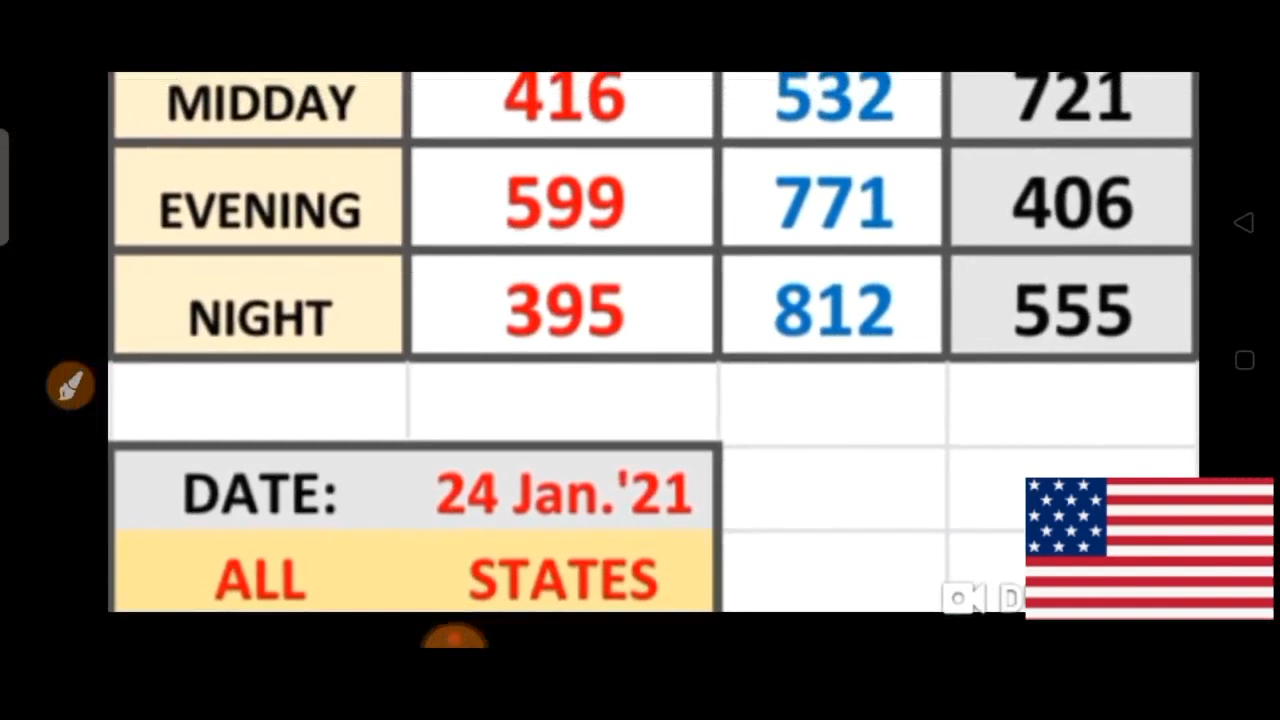 MIDDAY 416 532 721
EVENING 599 771 406
NIGHT 395 812 555
DATE: 24 Jan.'21
ALL STATES
D